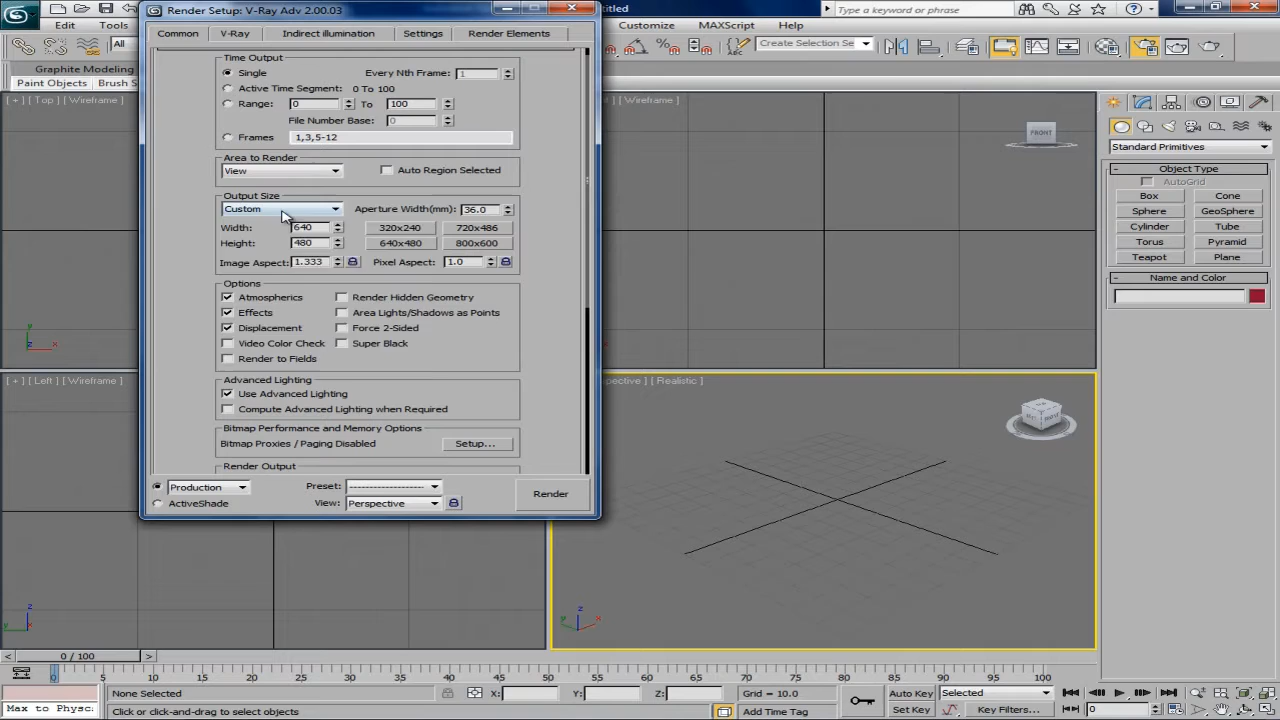 Render Setup: V-Ray Adv 2.00.03
Type a keyword or phrase
Edit Tools Customize MAXScript Help
Common V-Ray Indirect illumination Settings Render Elements
All
Create Selection Se
Graphite Modeling
Paint Objects Brush S
Time Output
Single Every Nth Frame: 1
Active Time Segment: 0 To 100
Range: 0 To 100
File Number Base: 0
Frames 1,3,5-12
Area to Render
View Auto Region Selected
Output Size
Custom Aperture Width(mm): 36.0
Width: 640 320x240 720x486
Height: 480 640x480 800x600
Image Aspect: 1.333 Pixel Aspect: 1.0
Options
Atmospherics Render Hidden Geometry
Effects Area Lights/Shadows as Points
Displacement Force 2-Sided
Video Color Check Super Black
Render to Fields
Advanced Lighting
Use Advanced Lighting
Compute Advanced Lighting when Required
Bitmap Performance and Memory Options
Bitmap Proxies / Paging Disabled Setup...
Render Output
Production Preset: --------------------
ActiveShade View: Perspective
Render
[ + ] [ Top ] [ Wireframe ]
Wireframe ]
FRONT
[ + ] [ Left ] [ Wireframe ]
] [ Realistic ]
y
x
z
z
y
x
z
y
x
Standard Primitives
Object Type
AutoGrid
Box Cone
Sphere GeoSphere
Cylinder Tube
Torus Pyramid
Teapot Plane
Name and Color
< 0 / 100 >
0 5 10 15 20 25 30 35 40 45 50 55 60 65 70 75 80 85 90 95 100
None Selected X: Y: Z: Grid = 10.0 Auto Key Selected
Max to Physc Click or click-and-drag to select objects Add Time Tag Set Key Key Filters... 0